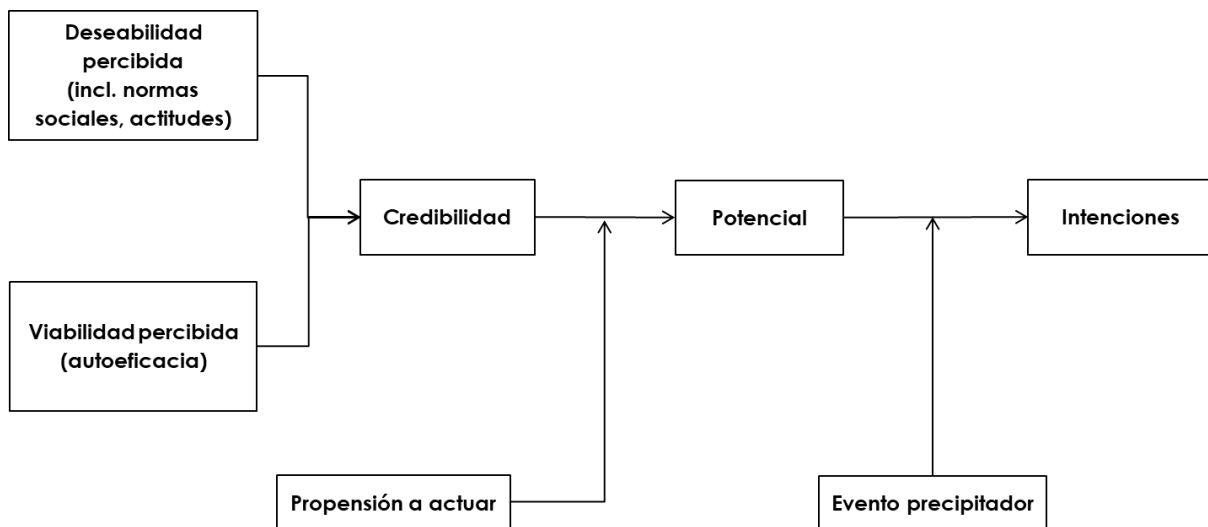 Deseabilidad
percibida
(incl. normas
sociales, actitudes)
Credibilidad
Potencial
Intenciones
Viabilidad percibida
(autoeficacia)
Propensión a actuar
Evento precipitador